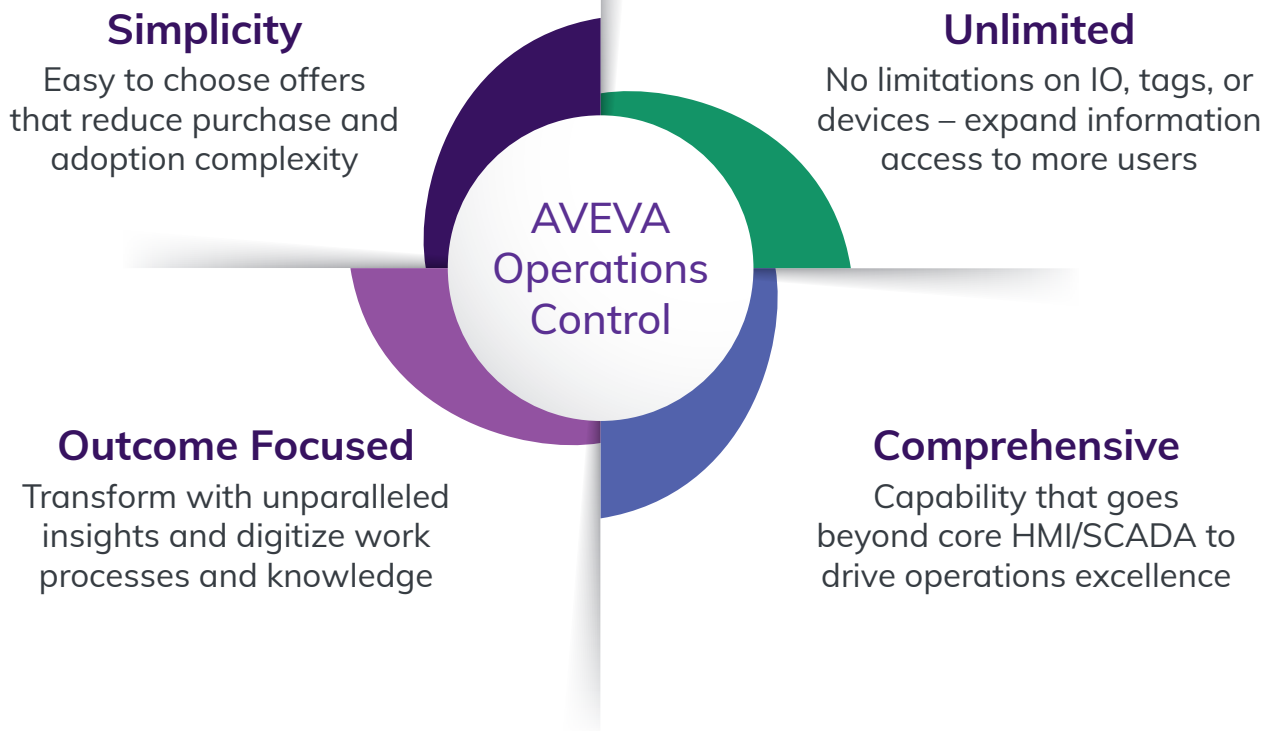 Simplicity
Easy to choose offers
that reduce purchase and
adoption complexity
Unlimited
No limitations on IO, tags, or
devices – expand information
access to more users
AVEVA
Operations
Control
Outcome Focused
Transform with unparalleled
insights and digitize work
processes and knowledge
Comprehensive
Capability that goes
beyond core HMI/SCADA to
drive operations excellence